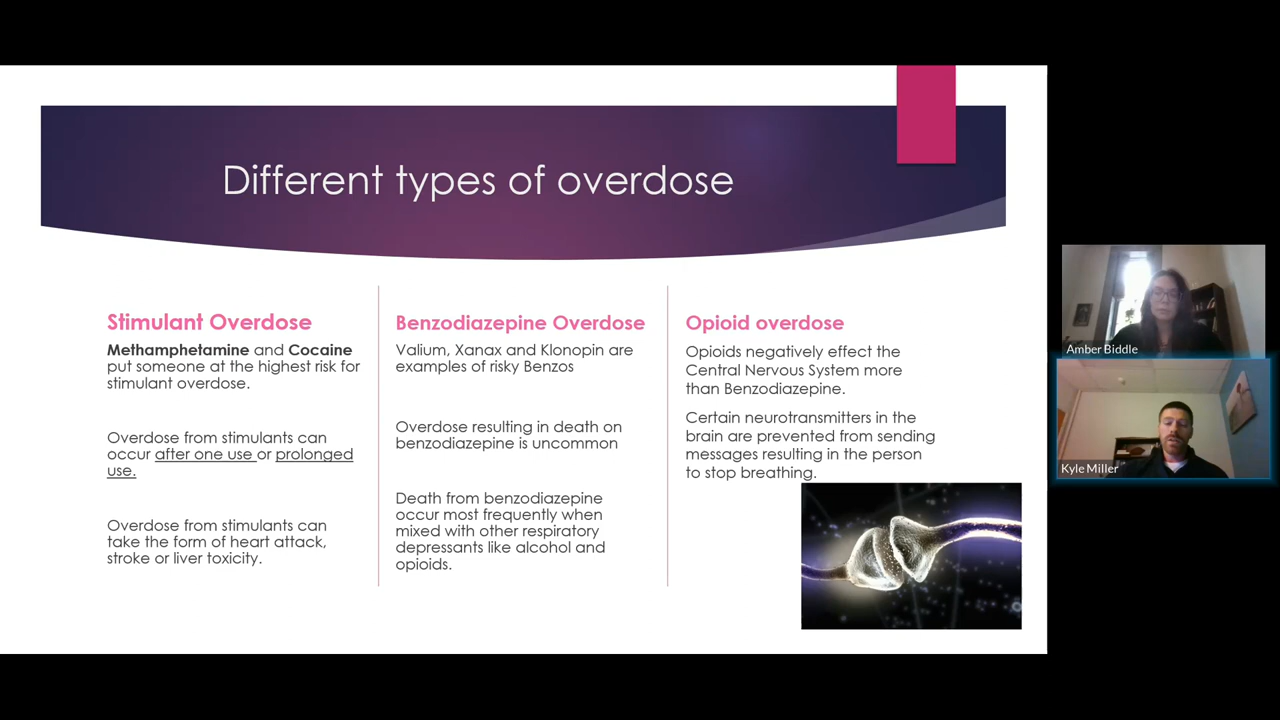 Different types of overdose
Stimulant Overdose
Methamphetamine and Cocaine
put someone at the highest risk for
stimulant overdose.
Overdose from stimulants can
occur after one use or prolonged
use.
Overdose from stimulants can
take the form of heart attack,
stroke or liver toxicity.
Benzodiazepine Overdose
Valium, Xanax and Klonopin are
examples of risky Benzos
Overdose resulting in death on
benzodiazepine is uncommon
Death from benzodiazepine
occur most frequently when
mixed with other respiratory
depressants like alcohol and
opioids.
Opioid overdose
Opioids negatively effect the
Central Nervous System more
than Benzodiazepine.
Certain neurotransmitters in the
brain are prevented from sending
messages resulting in the person
to stop breathing.
Amber Biddle
Kyle Miller